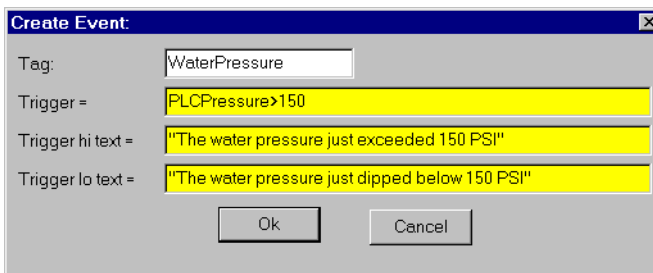 Create Event:
Tag: WaterPressure
Trigger = PLCPressure>150
Trigger hi text = "The water pressure just exceeded 150 PSI"
Trigger lo text = "The water pressure just dipped below 150 PSI"
Ok Cancel